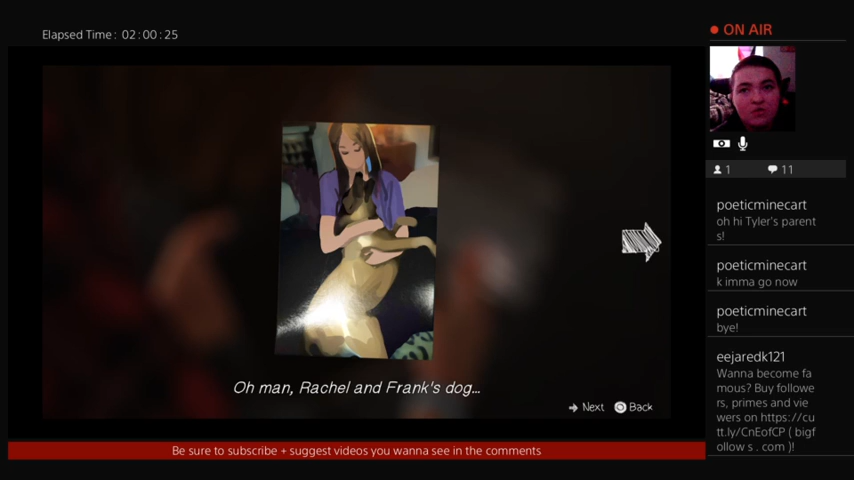 Elapsed Time: 02:00:25
ON AIR
1
11
poeticminecart
oh hi Tyler's parent
s!
poeticminecart
k imma go now
poeticminecart
bye!
eejaredk121
Wanna become fa
mous? Buy followe
rs, primes and vie
wers on https://cu
tt.ly/CnEofCP ( bigf
ollow s . com )!
Oh man, Rachel and Frank's dog...
Next
Back
Be sure to subscribe + suggest videos you wanna see in the comments